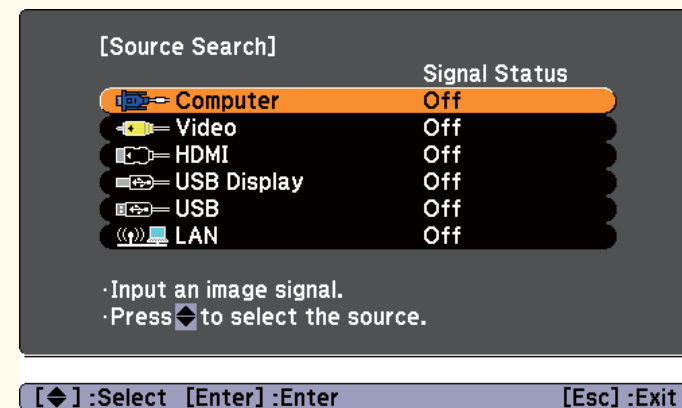 [Source Search]
Signal Status
Computer Off
Video Off
HDMI Off
USB Display Off
USB Off
LAN Off
·Input an image signal.
·Press to select the source.
[ ] :Select [Enter] :Enter [Esc] :Exit